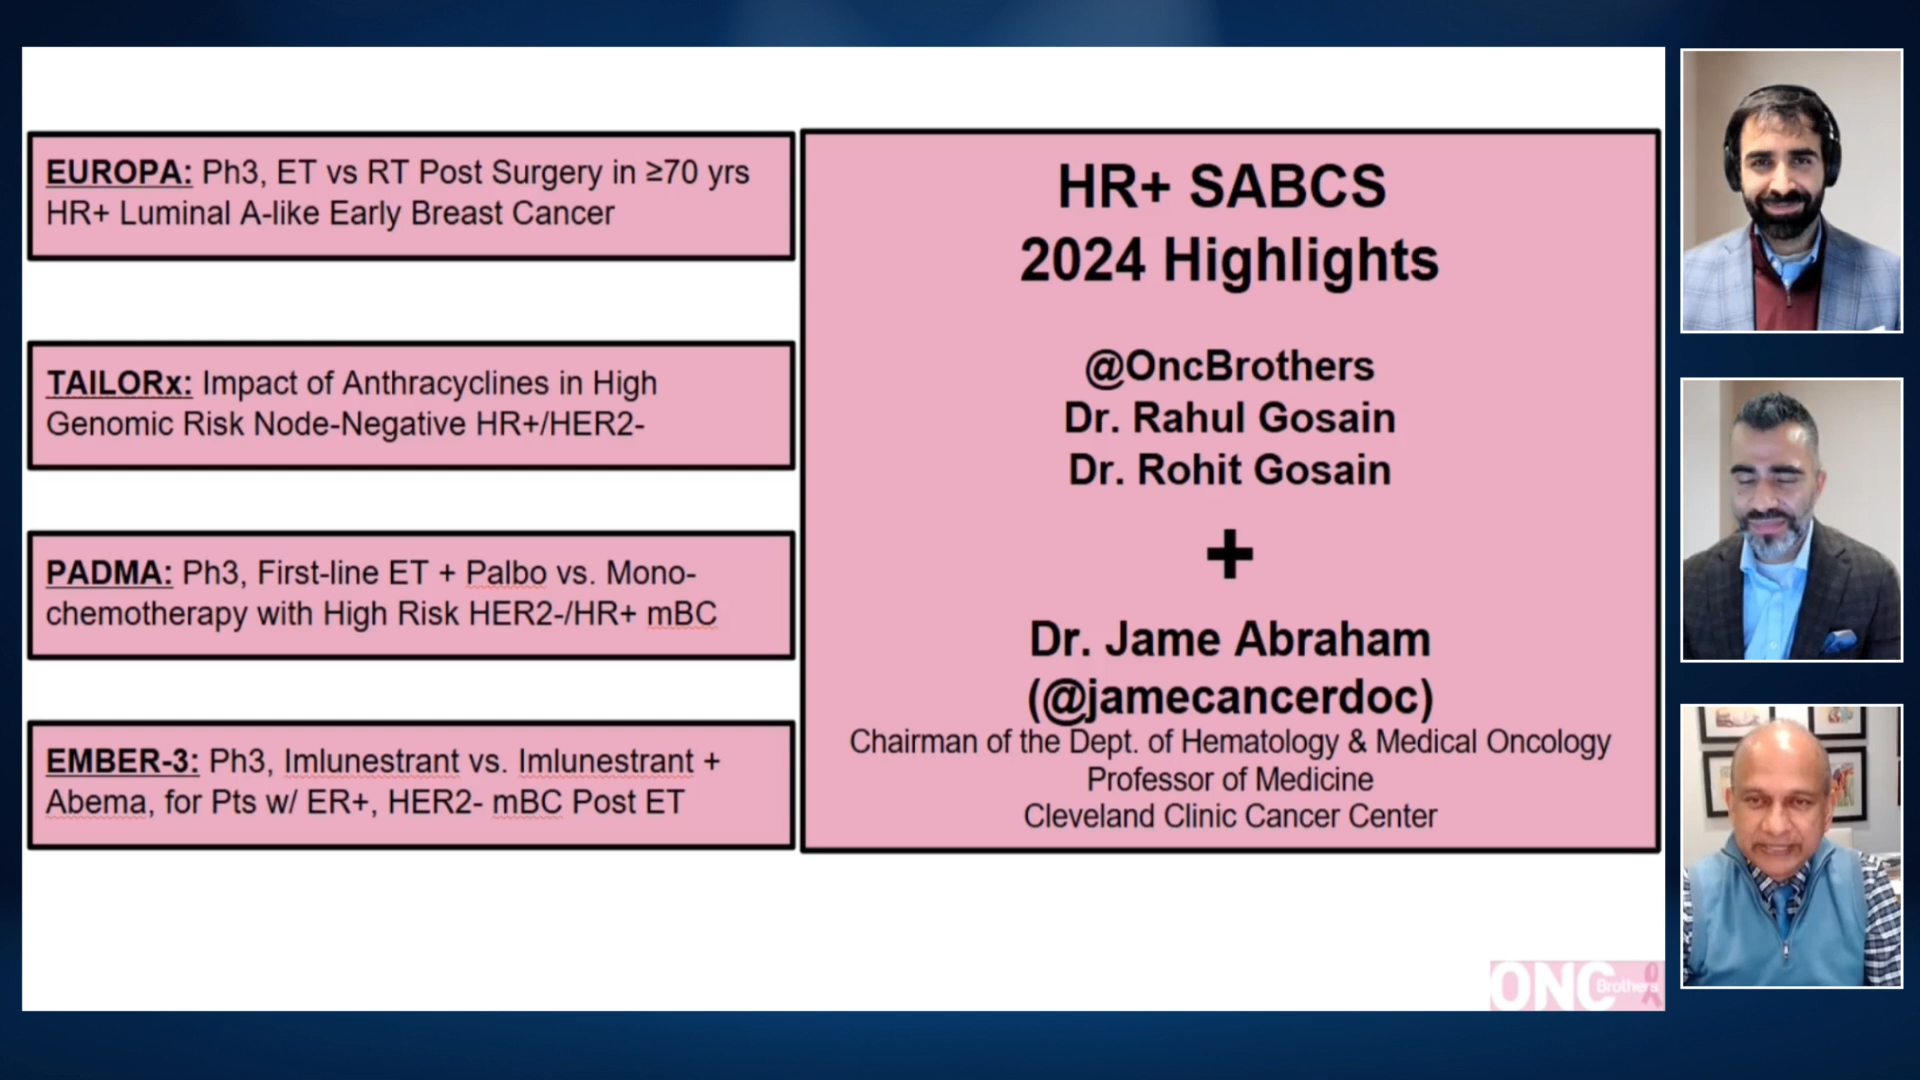 EUROPA: Ph3, ET vs RT Post Surgery in ≥70 yrs
HR+ Luminal A-like Early Breast Cancer
TAILORx: Impact of Anthracyclines in High
Genomic Risk Node-Negative HR+/HER2-
PADMA: Ph3, First-line ET + Palbo vs. Mono-
chemotherapy with High Risk HER2-/HR+ mBC
EMBER-3: Ph3, Imlunestrant vs. Imlunestrant +
Abema, for Pts w/ ER+, HER2- mBC Post ET
HR+ SABCS
2024 Highlights
@OncBrothers
Dr. Rahul Gosain
Dr. Rohit Gosain
+
Dr. Jame Abraham
(@jamecancerdoc)
Chairman of the Dept. of Hematology & Medical Oncology
Professor of Medicine
Cleveland Clinic Cancer Center
ONC Brothers